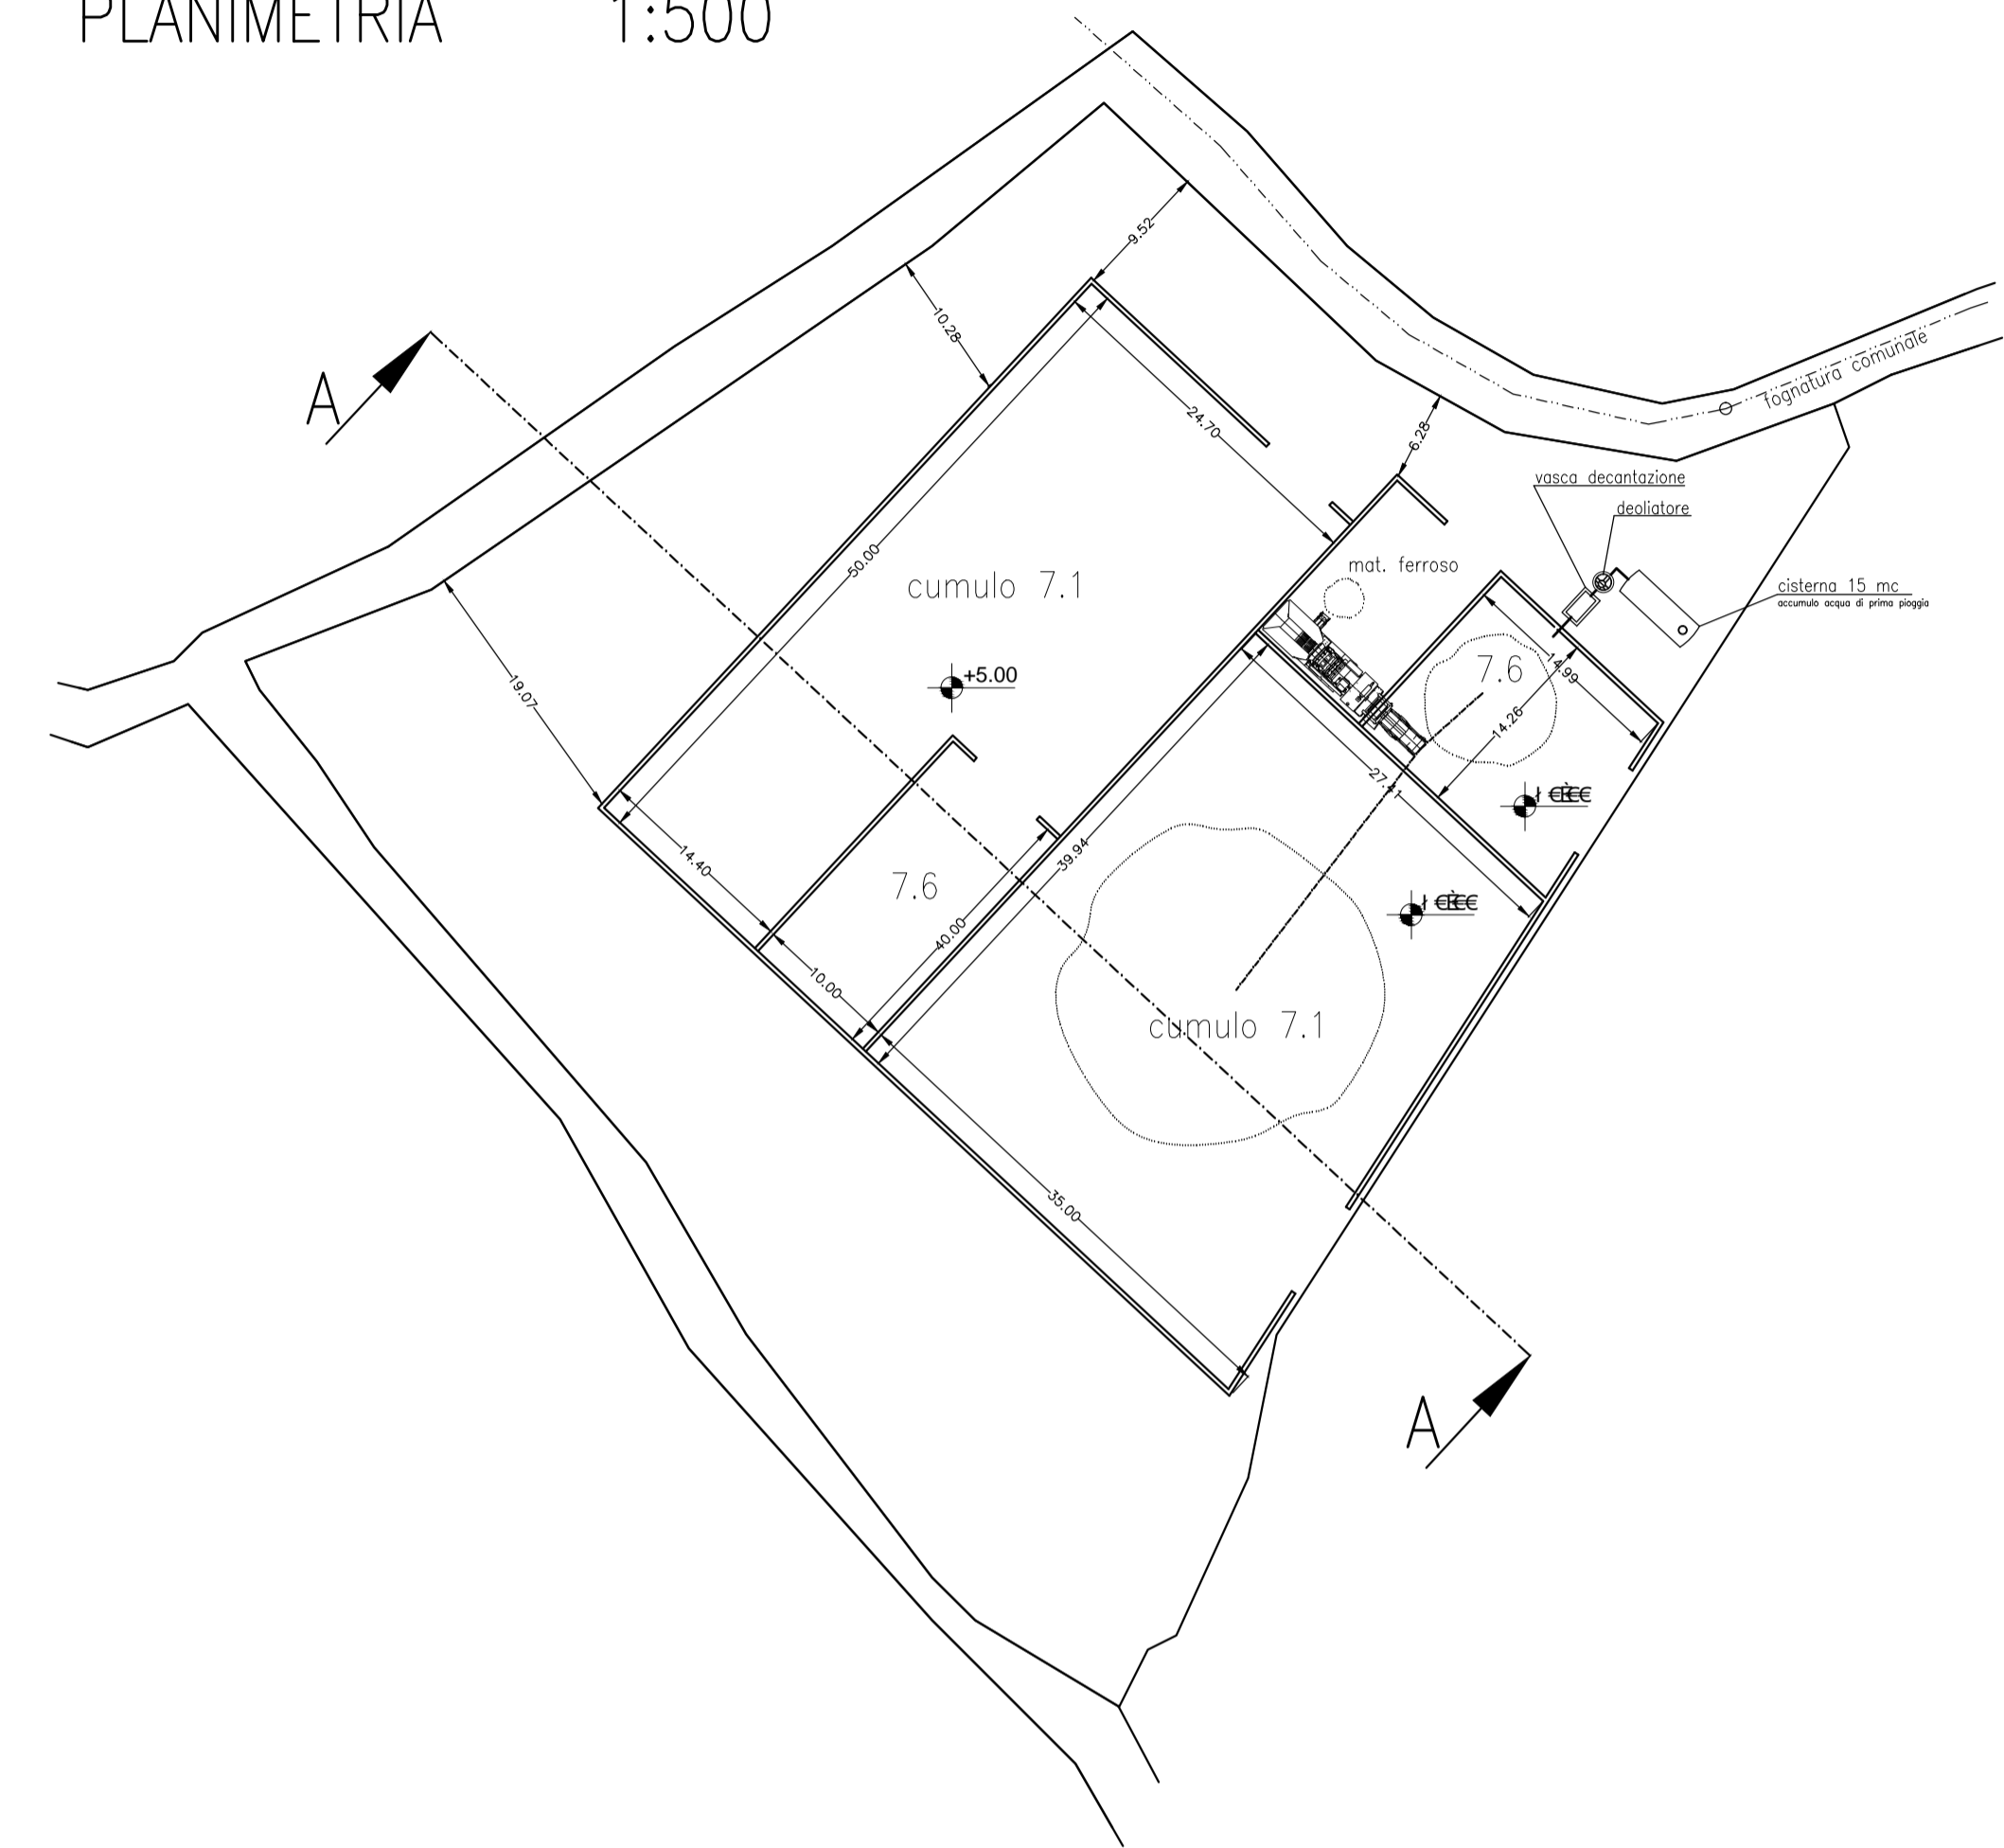 PLANIMETRIA 1:500
9.52
10.28
A
24.70
6.28
fognatura comunale
vasca decantazione
deoliatore
50.00
cumulo 7.1
mat. ferroso
cisterna 15 mc
accumulo acqua di prima pioggia
+5.00
19.07
7.6
14.99
14.26
14.40
7.6
39.94
40.00
10.00
cumulo 7.1
35.00
A